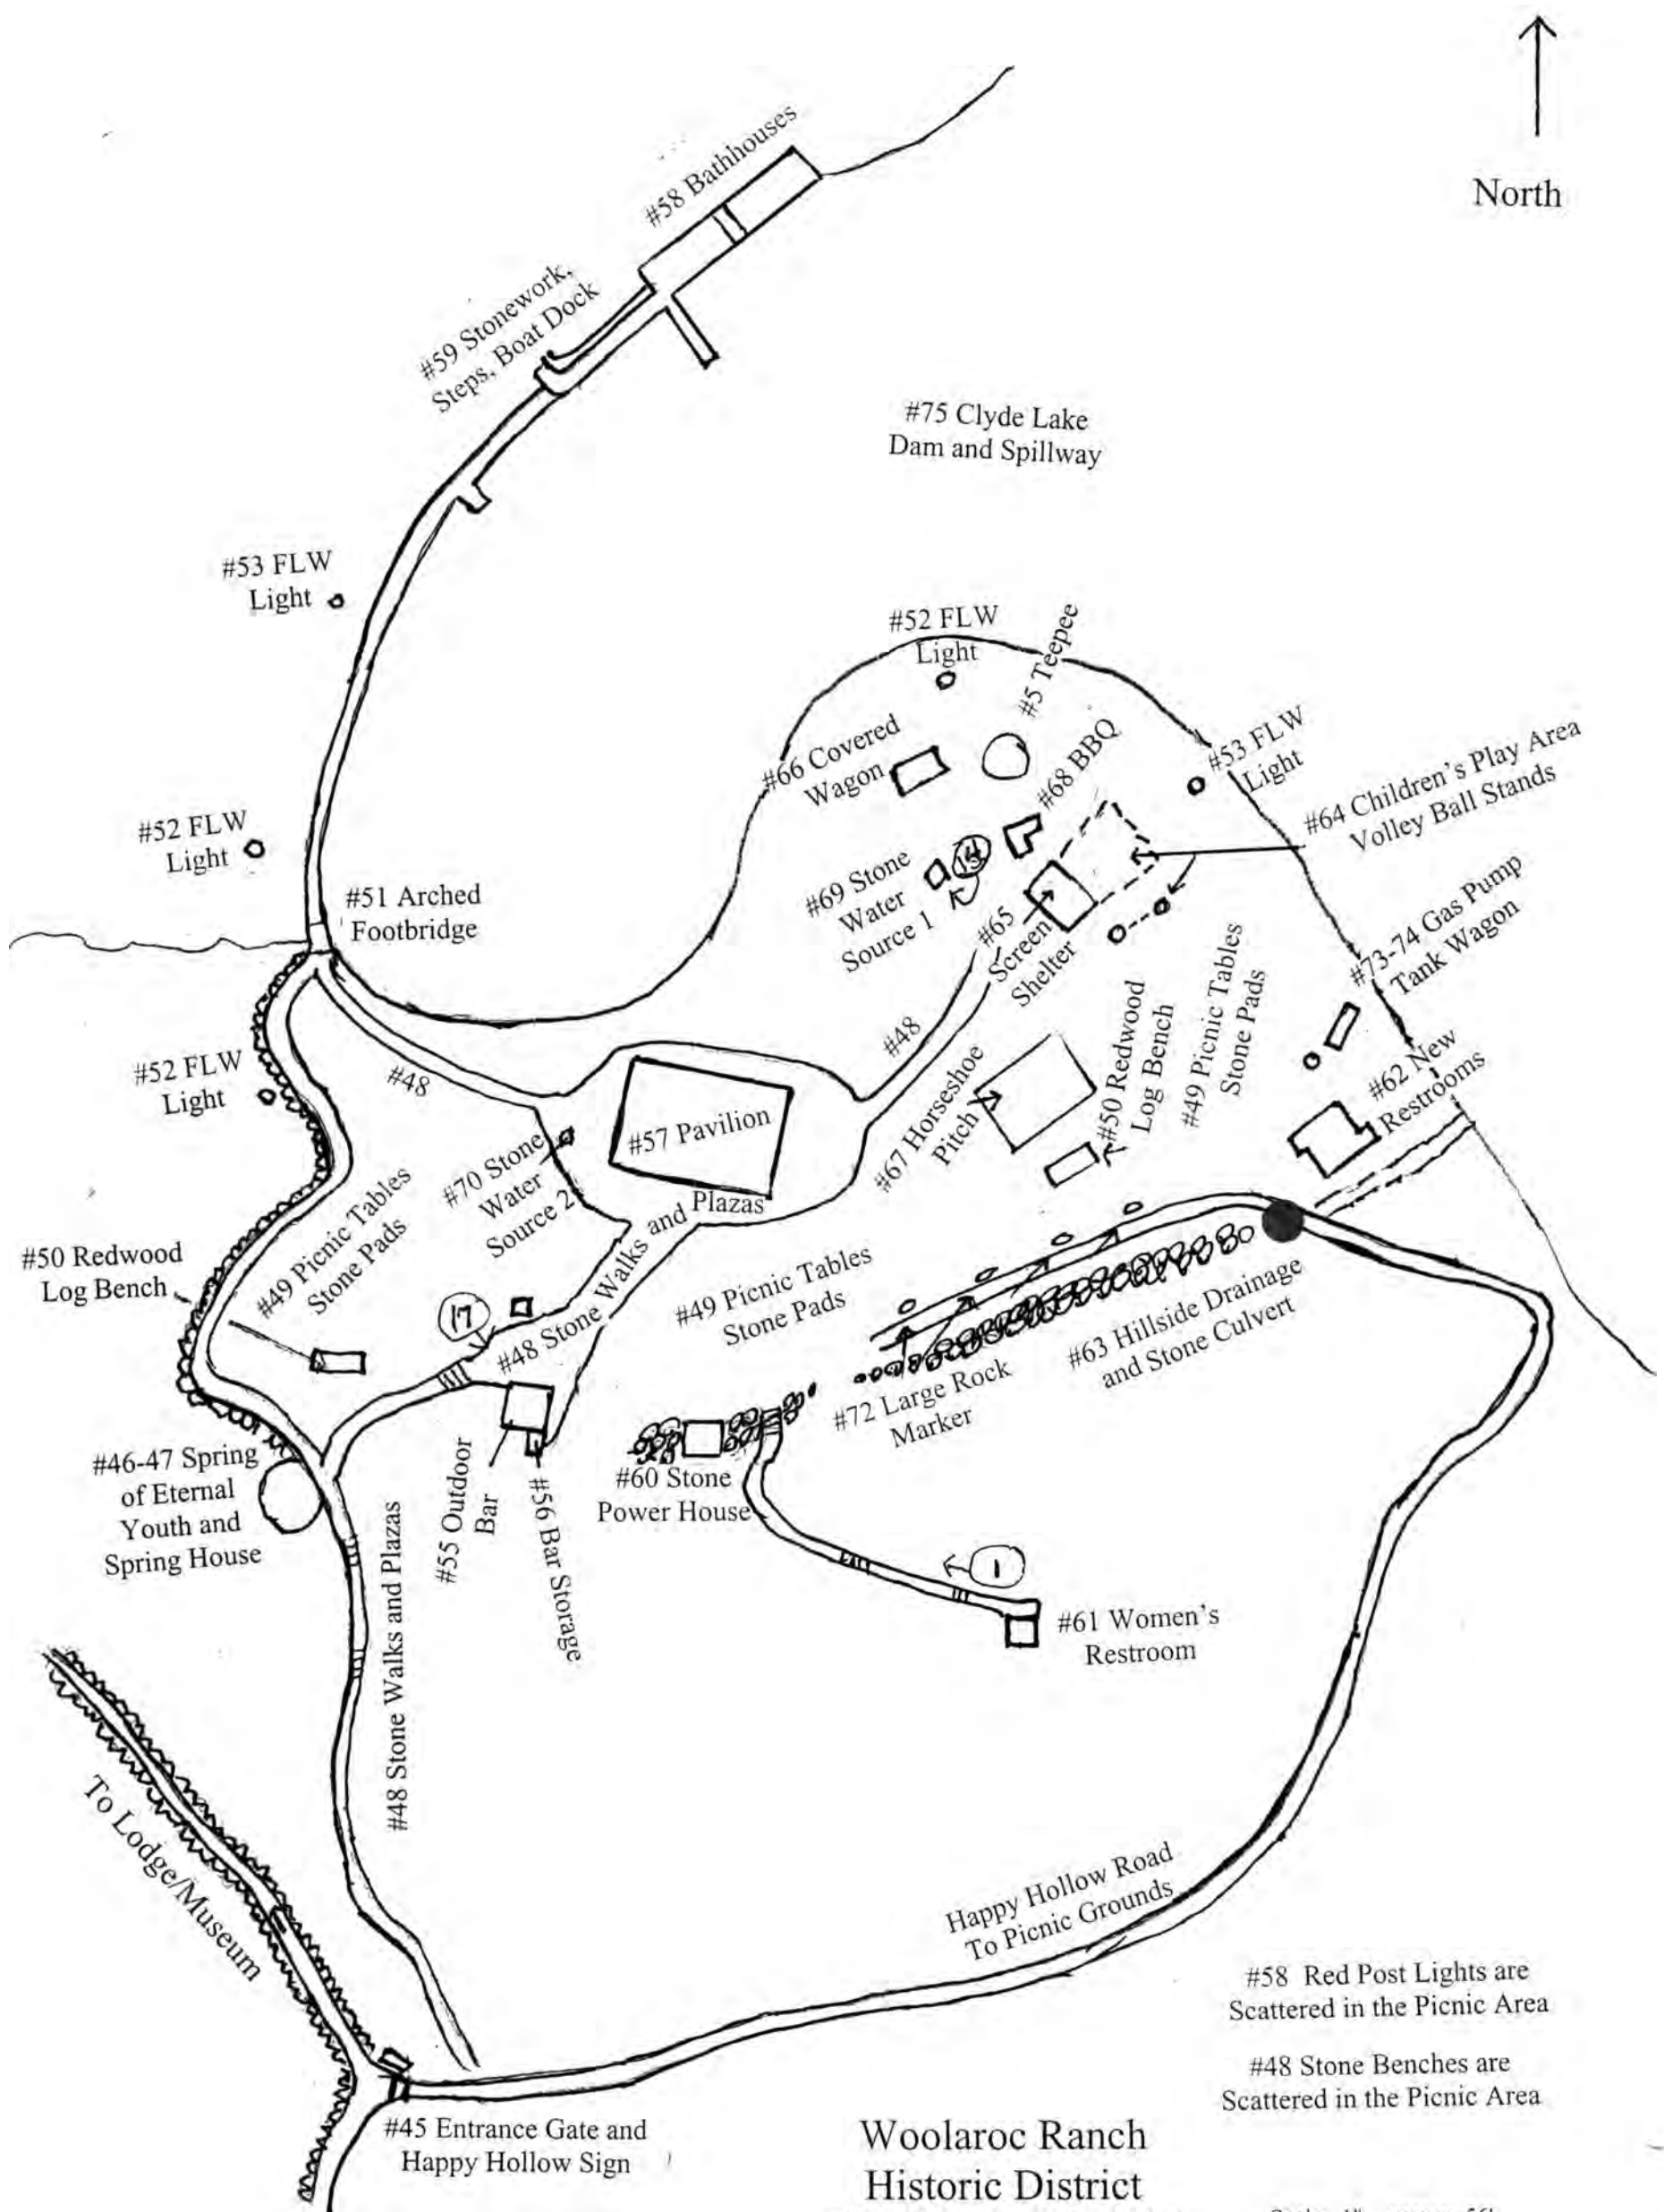 North
#58 Bathhouses
#59 Stonework,
Steps, Boat Dock
#75 Clyde Lake
Dam and Spillway
#53 FLW
Light
#52 FLW
Light
#5 Teepee
#66 Covered
Wagon
#68 BBQ
#53 FLW
Light
#64 Children's Play Area
Volley Ball Stands
#52 FLW
Light
#51 Arched
Footbridge
#69 Stone
Water
Source 1
#65
Screen
Shelter
#73-74 Gas Pump
Tank Wagon
#52 FLW
Light
#48
#48
#67 Horseshoe
Pitch
#50 Redwood
Log Bench
#49 Picnic Tables
Stone Pads
#62 New
Restrooms
#57 Pavilion
#70 Stone
Water
Source 2
#49 Picnic Tables
Stone Pads
#50 Redwood
Log Bench
17
#48 Stone Walks and Plazas
#49 Picnic Tables
Stone Pads
#63 Hillside Drainage
and Stone Culvert
#72 Large Rock
Marker
#46-47 Spring
of Eternal
Youth and
Spring House
#55 Outdoor
Bar
#56 Bar Storage
#60 Stone
Power House
1
#61 Women's
Restroom
#48 Stone Walks and Plazas
To Lodge/Museum
Happy Hollow Road
To Picnic Grounds
#58 Red Post Lights are
Scattered in the Picnic Area
#48 Stone Benches are
Scattered in the Picnic Area
#45 Entrance Gate and
Happy Hollow Sign
Woolaroc Ranch
Historic District